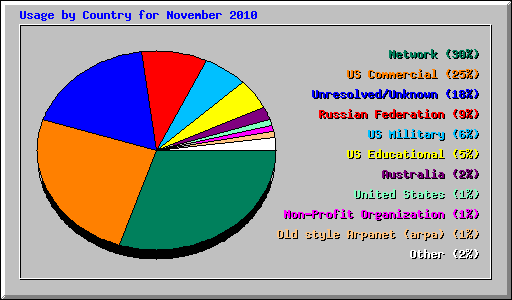 Usage by Country for November 2010
Network (30%)
US Commercial (25%)
Unresolved/Unknown (18%)
Russian Federation (9%)
US Military (6%)
US Educational (5%)
Australia (2%)
United States (1%)
Non-Profit Organization (1%)
Old style Arpanet (arpa) (1%)
Other (2%)